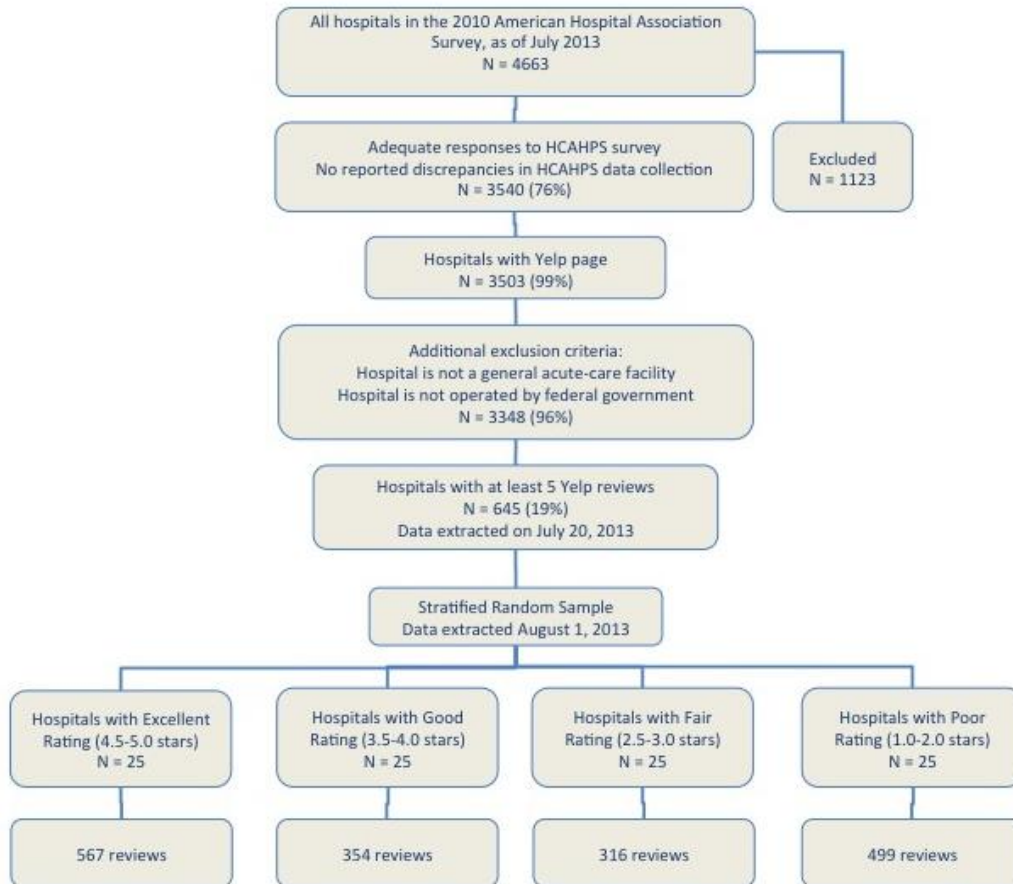 All hospitals in the 2010 American Hospital Association
Survey, as of July 2013
N = 4663
Adequate responses to HCAHPS survey
No reported discrepancies in HCAHPS data collection
N = 3540 (76%)
Excluded
N = 1123
Hospitals with Yelp page
N = 3503 (99%)
Additional exclusion criteria:
Hospital is not a general acute-care facility
Hospital is not operated by federal government
N = 3348 (96%)
Hospitals with at least 5 Yelp reviews
N = 645 (19%)
Data extracted on July 20, 2013
Stratified Random Sample
Data extracted August 1, 2013
Hospitals with Excellent
Rating (4.5-5.0 stars)
N = 25
Hospitals with Good
Rating (3.5-4.0 stars)
N = 25
Hospitals with Fair
Rating (2.5-3.0 stars)
N = 25
Hospitals with Poor
Rating (1.0-2.0 stars)
N = 25
567 reviews
354 reviews
316 reviews
499 reviews